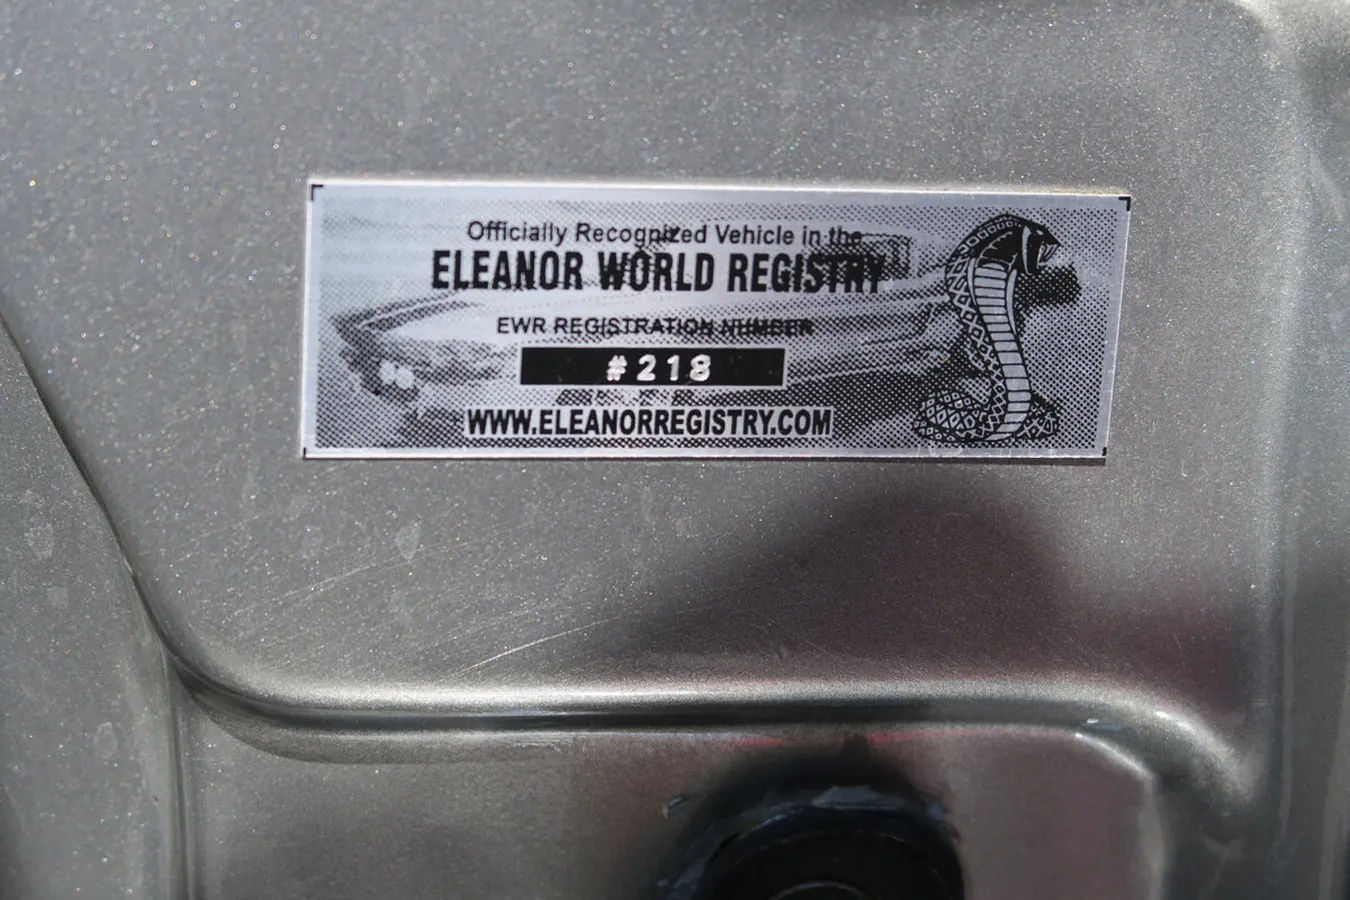 Officially Recognized Vehicle in the
ELEANOR WORLD REGISTRY
EWR REGISTRATION NUMBER
#218
WWW.ELEANORREGISTRY.COM